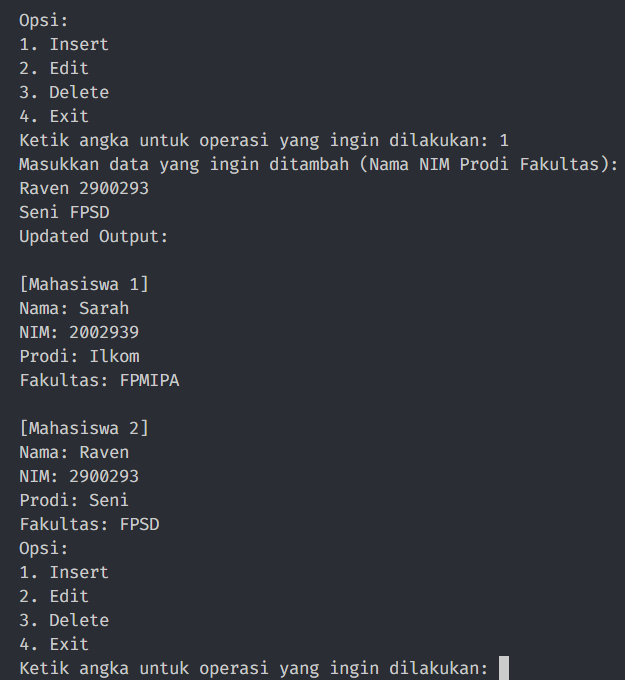 Opsi:
1. Insert
2. Edit
3. Delete
4. Exit
Ketik angka untuk operasi yang ingin dilakukan: 1
Masukkan data yang ingin ditambah (Nama NIM Prodi Fakultas):
Raven 2900293
Seni FPSD
Updated Output:

[Mahasiswa 1]
Nama: Sarah
NIM: 2002939
Prodi: Ilkom
Fakultas: FPMIPA

[Mahasiswa 2]
Nama: Raven
NIM: 2900293
Prodi: Seni
Fakultas: FPSD
Opsi:
1. Insert
2. Edit
3. Delete
4. Exit
Ketik angka untuk operasi yang ingin dilakukan: